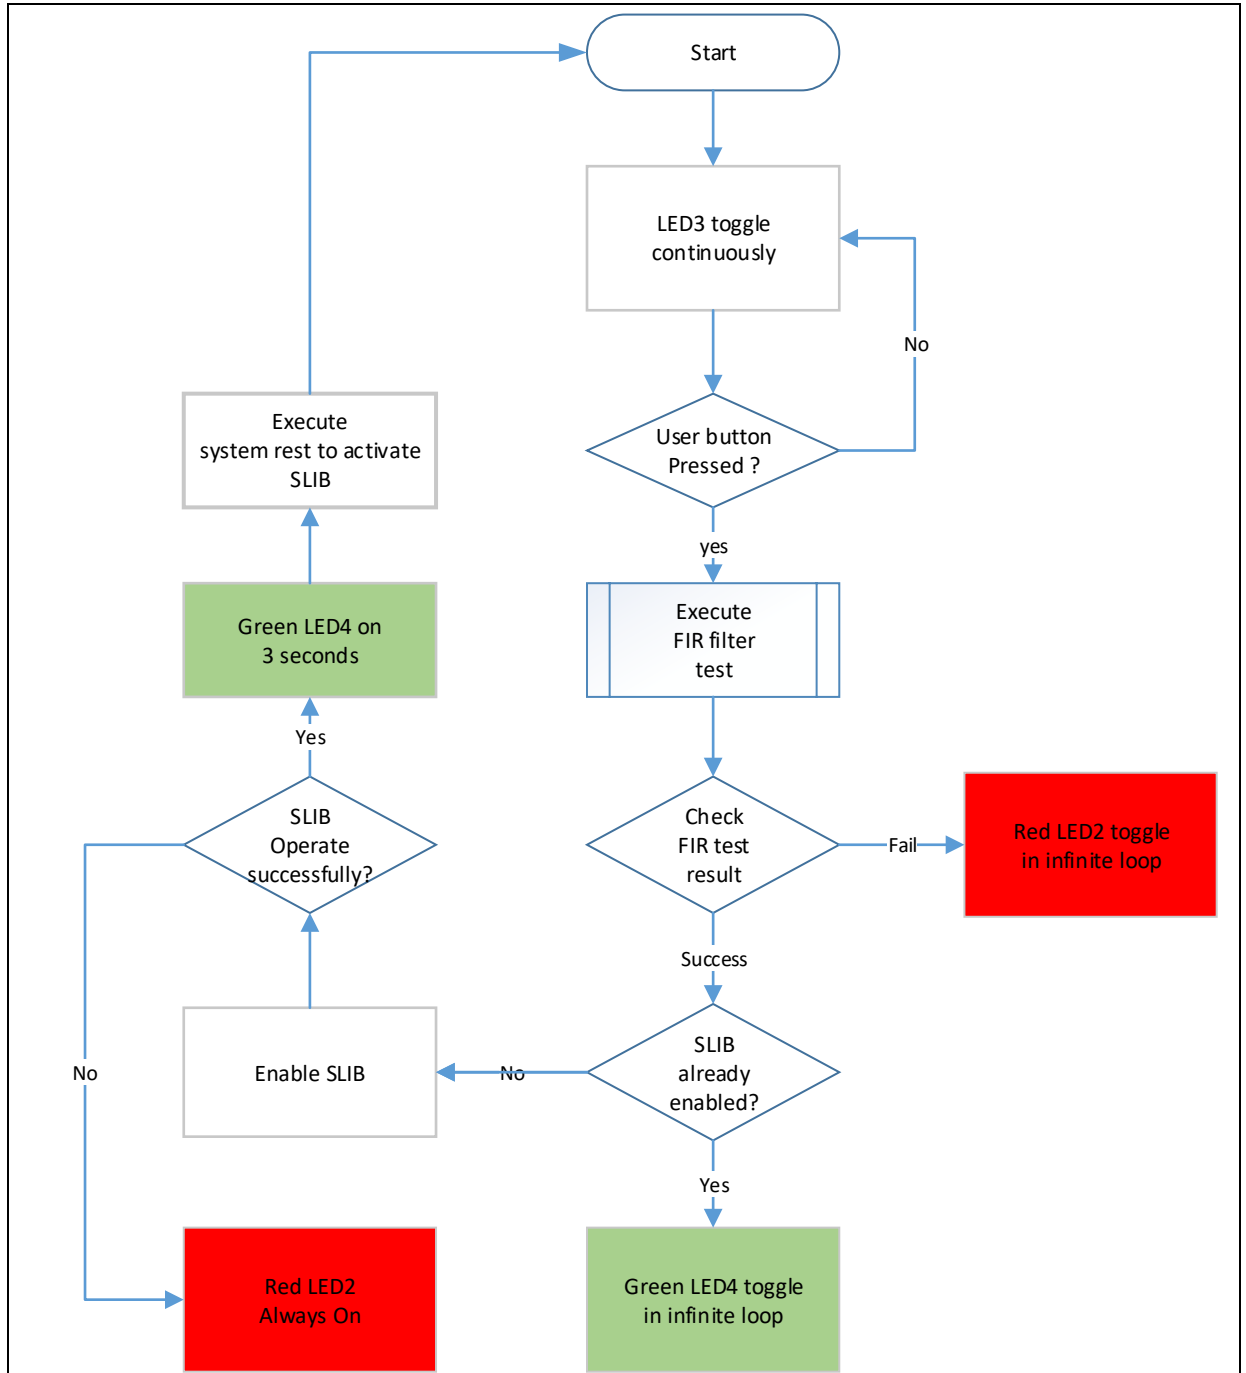 Start
LED3 toggle
continuously
No
User button
Pressed ?
yes
Execute
FIR filter
test
Check
FIR test
result
Fail
Red LED2 toggle
in infinite loop
Success
SLIB
already
enabled?
Yes
Green LED4 toggle
in infinite loop
No
Enable SLIB
SLIB
Operate
successfully?
Yes
Green LED4 on
3 seconds
Execute
system rest to activate
SLIB
No
Red LED2
Always On